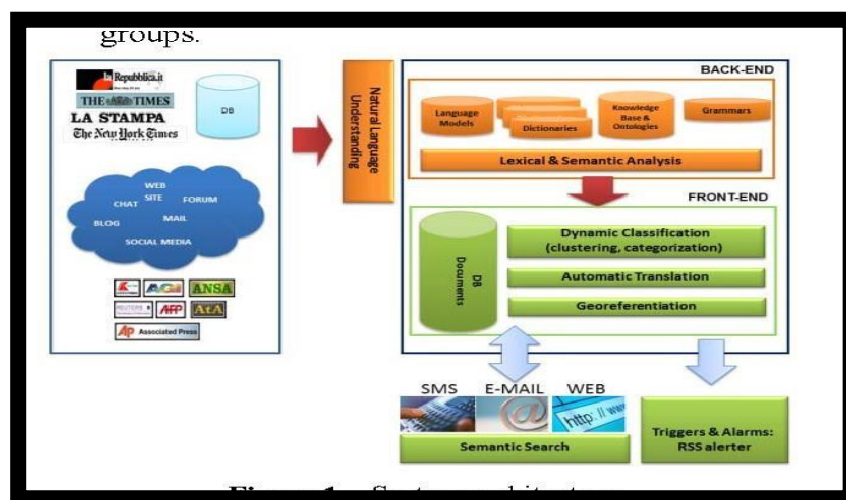 groups.
la Repubblica.it
THE TIMES
LA STAMPA
The New York Times
DB
WEB
SITE
CHAT
FORUM
BLOG
MAIL
SOCIAL MEDIA
ANSA
REUTERS
AFP
AtA
AP Associated Press
Natural Language
Understanding
BACK-END
Language
Models
Dictionaries
Knowledge
Base &
Ontologies
Grammars
Lexical & Semantic Analysis
FRONT-END
DB
Documents
Dynamic Classification
(clustering, categorization)
Automatic Translation
Georeferentiation
SMS E-MAIL WEB
http://ww
Semantic Search
Triggers & Alarms:
RSS alerter